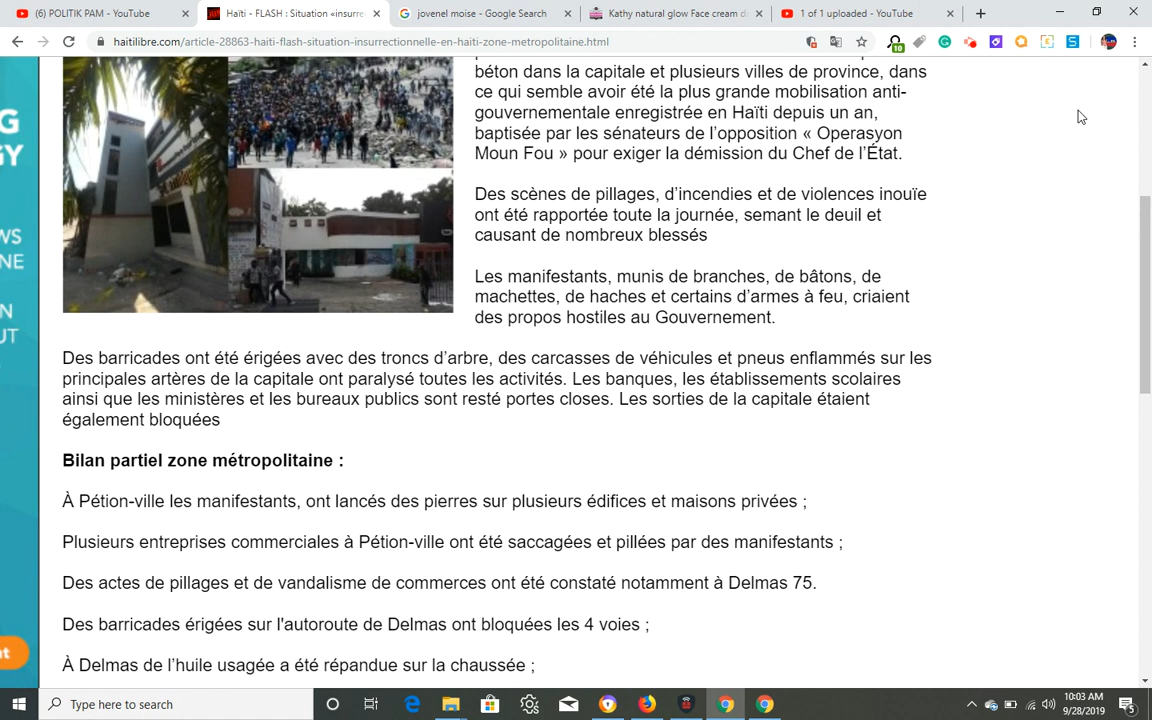 (6) POLITIK PAM - YouTube
Haïti - FLASH : Situation «insurre
jovenel moise - Google Search
Kathy natural glow Face cream d
1 of 1 uploaded - YouTube
haitilibre.com/article-28863-haiti-flash-situation-insurrectionnelle-en-haiti-zone-metropolitaine.html
10
béton dans la capitale et plusieurs villes de province, dans
ce qui semble avoir été la plus grande mobilisation anti-
gouvernementale enregistrée en Haïti depuis un an,
baptisée par les sénateurs de l'opposition « Operasyon
Moun Fou » pour exiger la démission du Chef de l'État.
Des scènes de pillages, d'incendies et de violences inouïe
ont été rapportée toute la journée, semant le deuil et
causant de nombreux blessés
Les manifestants, munis de branches, de bâtons, de
machettes, de haches et certains d'armes à feu, criaient
des propos hostiles au Gouvernement.
Des barricades ont été érigées avec des troncs d'arbre, des carcasses de véhicules et pneus enflammés sur les
principales artères de la capitale ont paralysé toutes les activités. Les banques, les établissements scolaires
ainsi que les ministères et les bureaux publics sont resté portes closes. Les sorties de la capitale étaient
également bloquées
Bilan partiel zone métropolitaine :
À Pétion-ville les manifestants, ont lancés des pierres sur plusieurs édifices et maisons privées ;
Plusieurs entreprises commerciales à Pétion-ville ont été saccagées et pillées par des manifestants ;
Des actes de pillages et de vandalisme de commerces ont été constaté notamment à Delmas 75.
Des barricades érigées sur l'autoroute de Delmas ont bloquées les 4 voies ;
À Delmas de l'huile usagée a été répandue sur la chaussée ;
G
GY
WS
NE
N
UT
nt
Type here to search
10:03 AM
9/28/2019
5